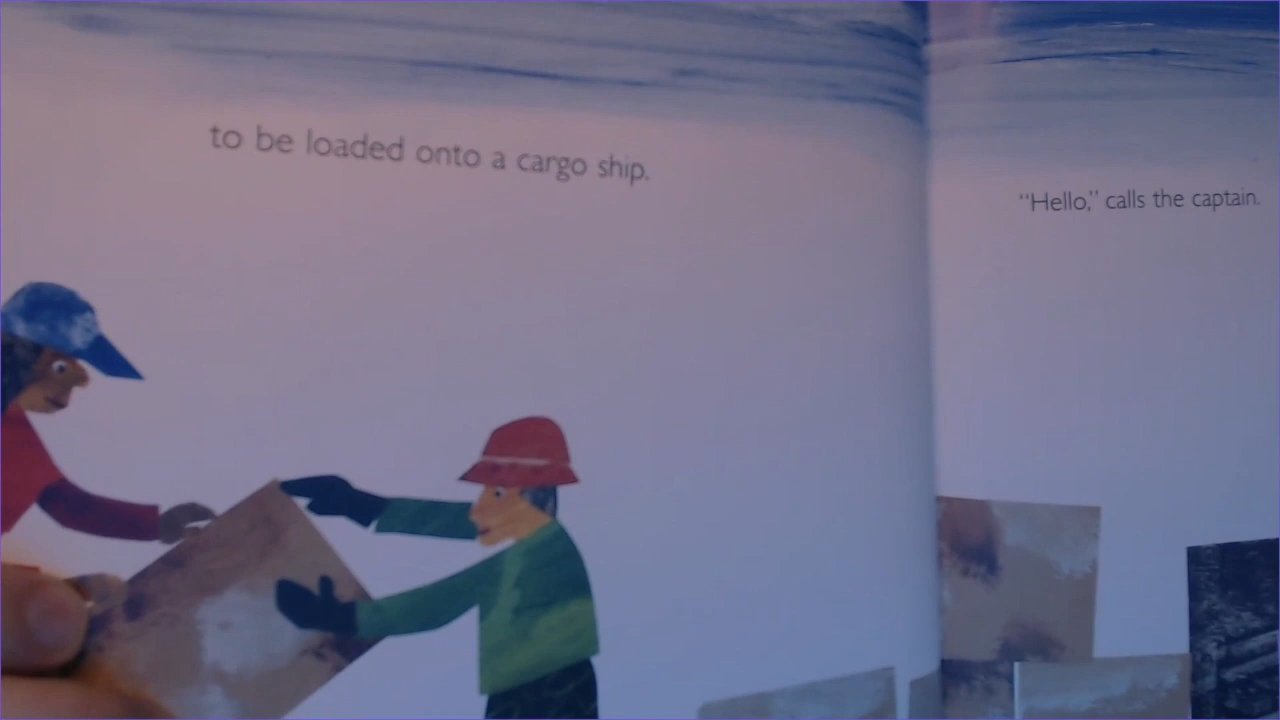 to be loaded onto a cargo ship.
“Hello,” calls the captain.